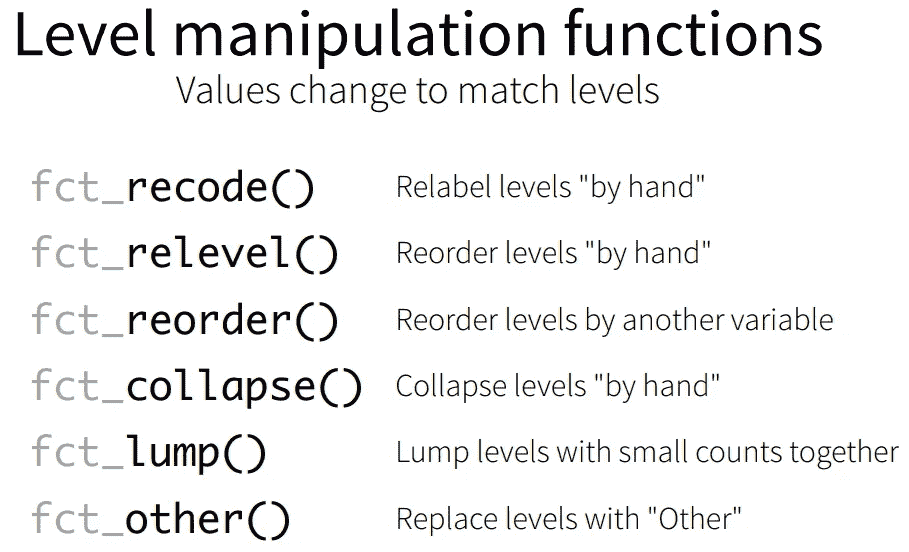 Level manipulation functions
Values change to match levels
fct_recode() Relabel levels "by hand"
fct_relevel() Reorder levels "by hand"
fct_reorder() Reorder levels by another variable
fct_collapse() Collapse levels "by hand"
fct_lump() Lump levels with small counts together
fct_other() Replace levels with "Other"